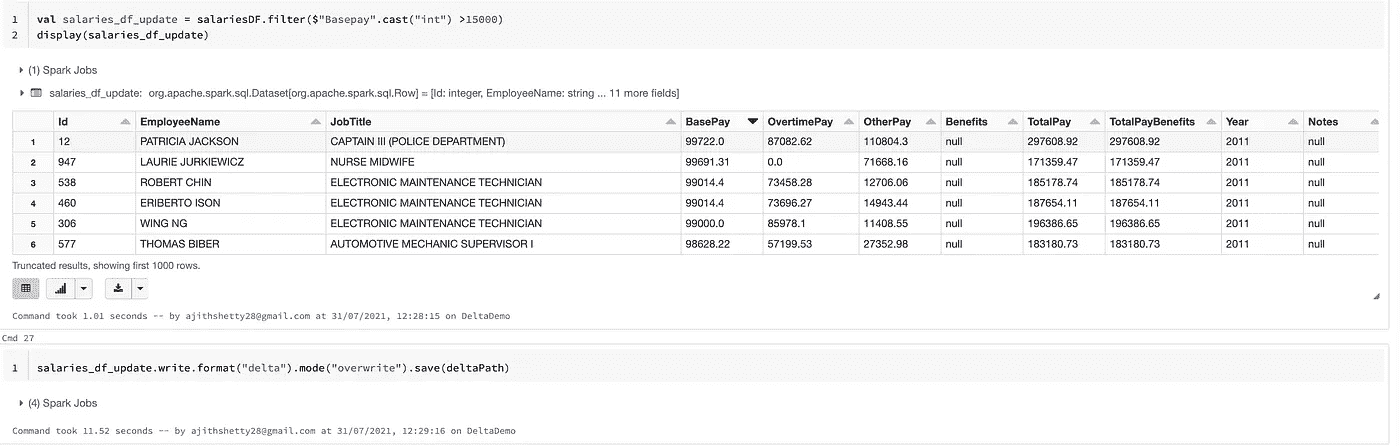 1 val salaries_df_update = salariesDF.filter($"Basepay".cast("int") >15000)
2 display(salaries_df_update)
(1) Spark Jobs
salaries_df_update: org.apache.spark.sql.Dataset[org.apache.spark.sql.Row] = [Id: integer, EmployeeName: string ... 11 more fields]
Id EmployeeName JobTitle BasePay OvertimePay OtherPay Benefits TotalPay TotalPayBenefits Year Notes
1 12 PATRICIA JACKSON CAPTAIN III (POLICE DEPARTMENT) 99722.0 87082.62 110804.3 null 297608.92 297608.92 2011 null
2 947 LAURIE JURKIEWICZ NURSE MIDWIFE 99691.31 0.0 71668.16 null 171359.47 171359.47 2011 null
3 538 ROBERT CHIN ELECTRONIC MAINTENANCE TECHNICIAN 99014.4 73458.28 12706.06 null 185178.74 185178.74 2011 null
4 460 ERIBERTO ISON ELECTRONIC MAINTENANCE TECHNICIAN 99014.4 73696.27 14943.44 null 187654.11 187654.11 2011 null
5 306 WING NG ELECTRONIC MAINTENANCE TECHNICIAN 99000.0 85978.1 11408.55 null 196386.65 196386.65 2011 null
6 577 THOMAS BIBER AUTOMOTIVE MECHANIC SUPERVISOR I 98628.22 57199.53 27352.98 null 183180.73 183180.73 2011 null
Truncated results, showing first 1000 rows.
Command took 1.01 seconds -- by ajithshetty28@gmail.com at 31/07/2021, 12:28:15 on DeltaDemo
Cmd 27
1 salaries_df_update.write.format("delta").mode("overwrite").save(deltaPath)
(4) Spark Jobs
Command took 11.52 seconds -- by ajithshetty28@gmail.com at 31/07/2021, 12:29:16 on DeltaDemo